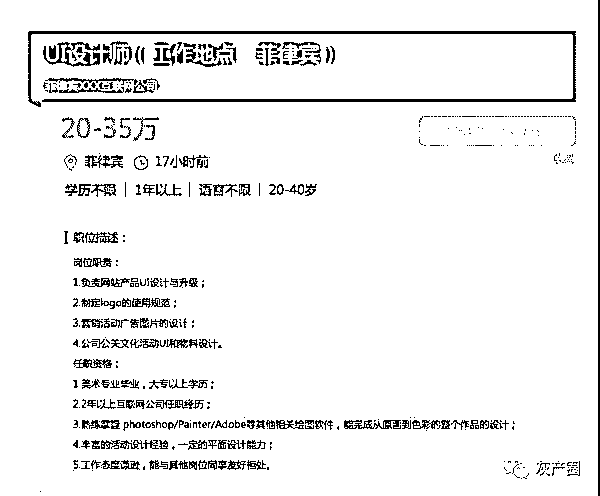 UI设计师(( 工作地点 菲律宾))
菲律宾XXX互联网公司
20-35万
菲律宾 17小时前
收藏
学历不限 | 1年以上 | 语言不限 | 20-40岁
职位描述：
岗位职责：
1.负责网站产品UI设计与升级；
2.制定logo的使用规范；
3.营销活动广告图片的设计；
4.公司公关文化活动UI和物料设计。
任职资格：
1 美术专业毕业，大专以上学历；
2.2年以上互联网公司任职经历；
3.熟练掌握 photoshop/Painter/Adobe等其他相关绘图软件，能完成从原画到色彩的整个作品的设计；
4.丰富的活动设计经验，一定的平面设计能力；
5.工作态度谦逊，能与其他岗位同事友好相处。
灰产圈